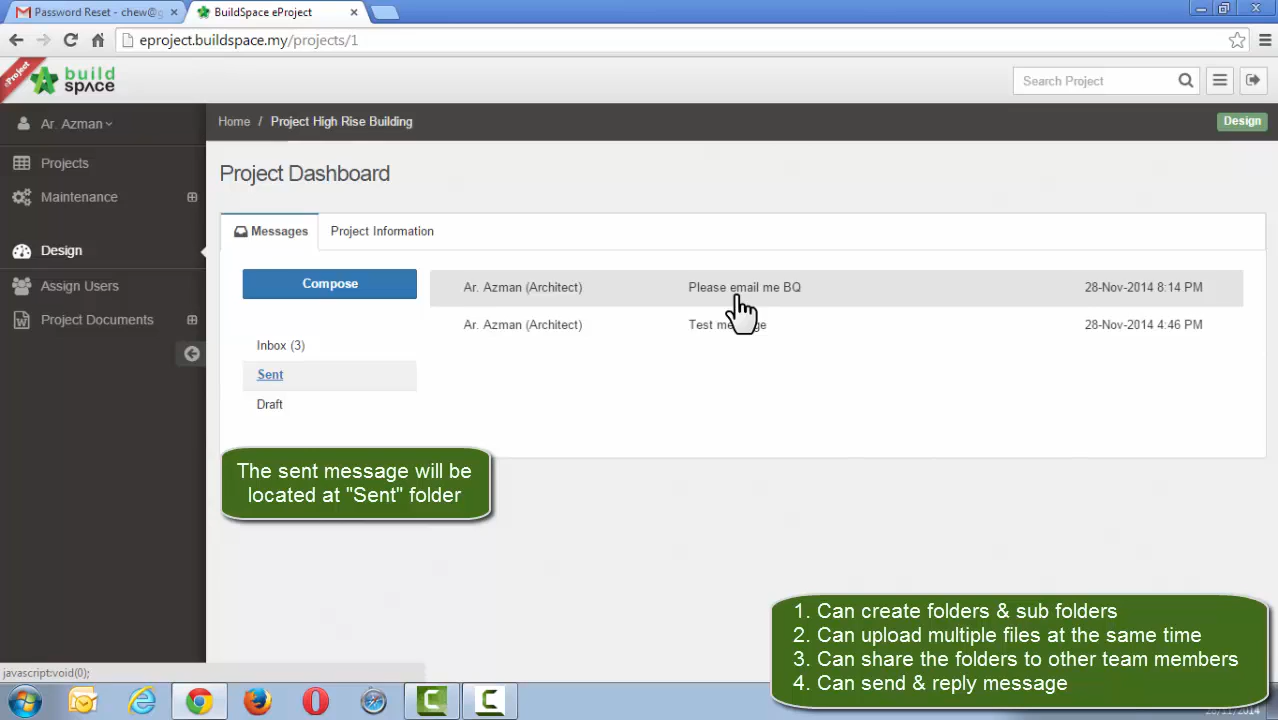 Password Reset - chew@g
BuildSpace eProject
eproject.buildspace.my/projects/1
eProject
build
space
Search Project
Ar. Azman
Home / Project High Rise Building
Design
Projects
Maintenance
Project Dashboard
Messages
Project Information
Design
Compose
Ar. Azman (Architect)
Please email me BQ
28-Nov-2014 8:14 PM
Assign Users
Project Documents
Ar. Azman (Architect)
28-Nov-2014 4:46 PM
Inbox (3)
Sent
Draft
The sent message will be
located at "Sent" folder
1. Can create folders & sub folders
2. Can upload multiple files at the same time
3. Can share the folders to other team members
4. Can send & reply message
javascript:void(0);
28/11/2014